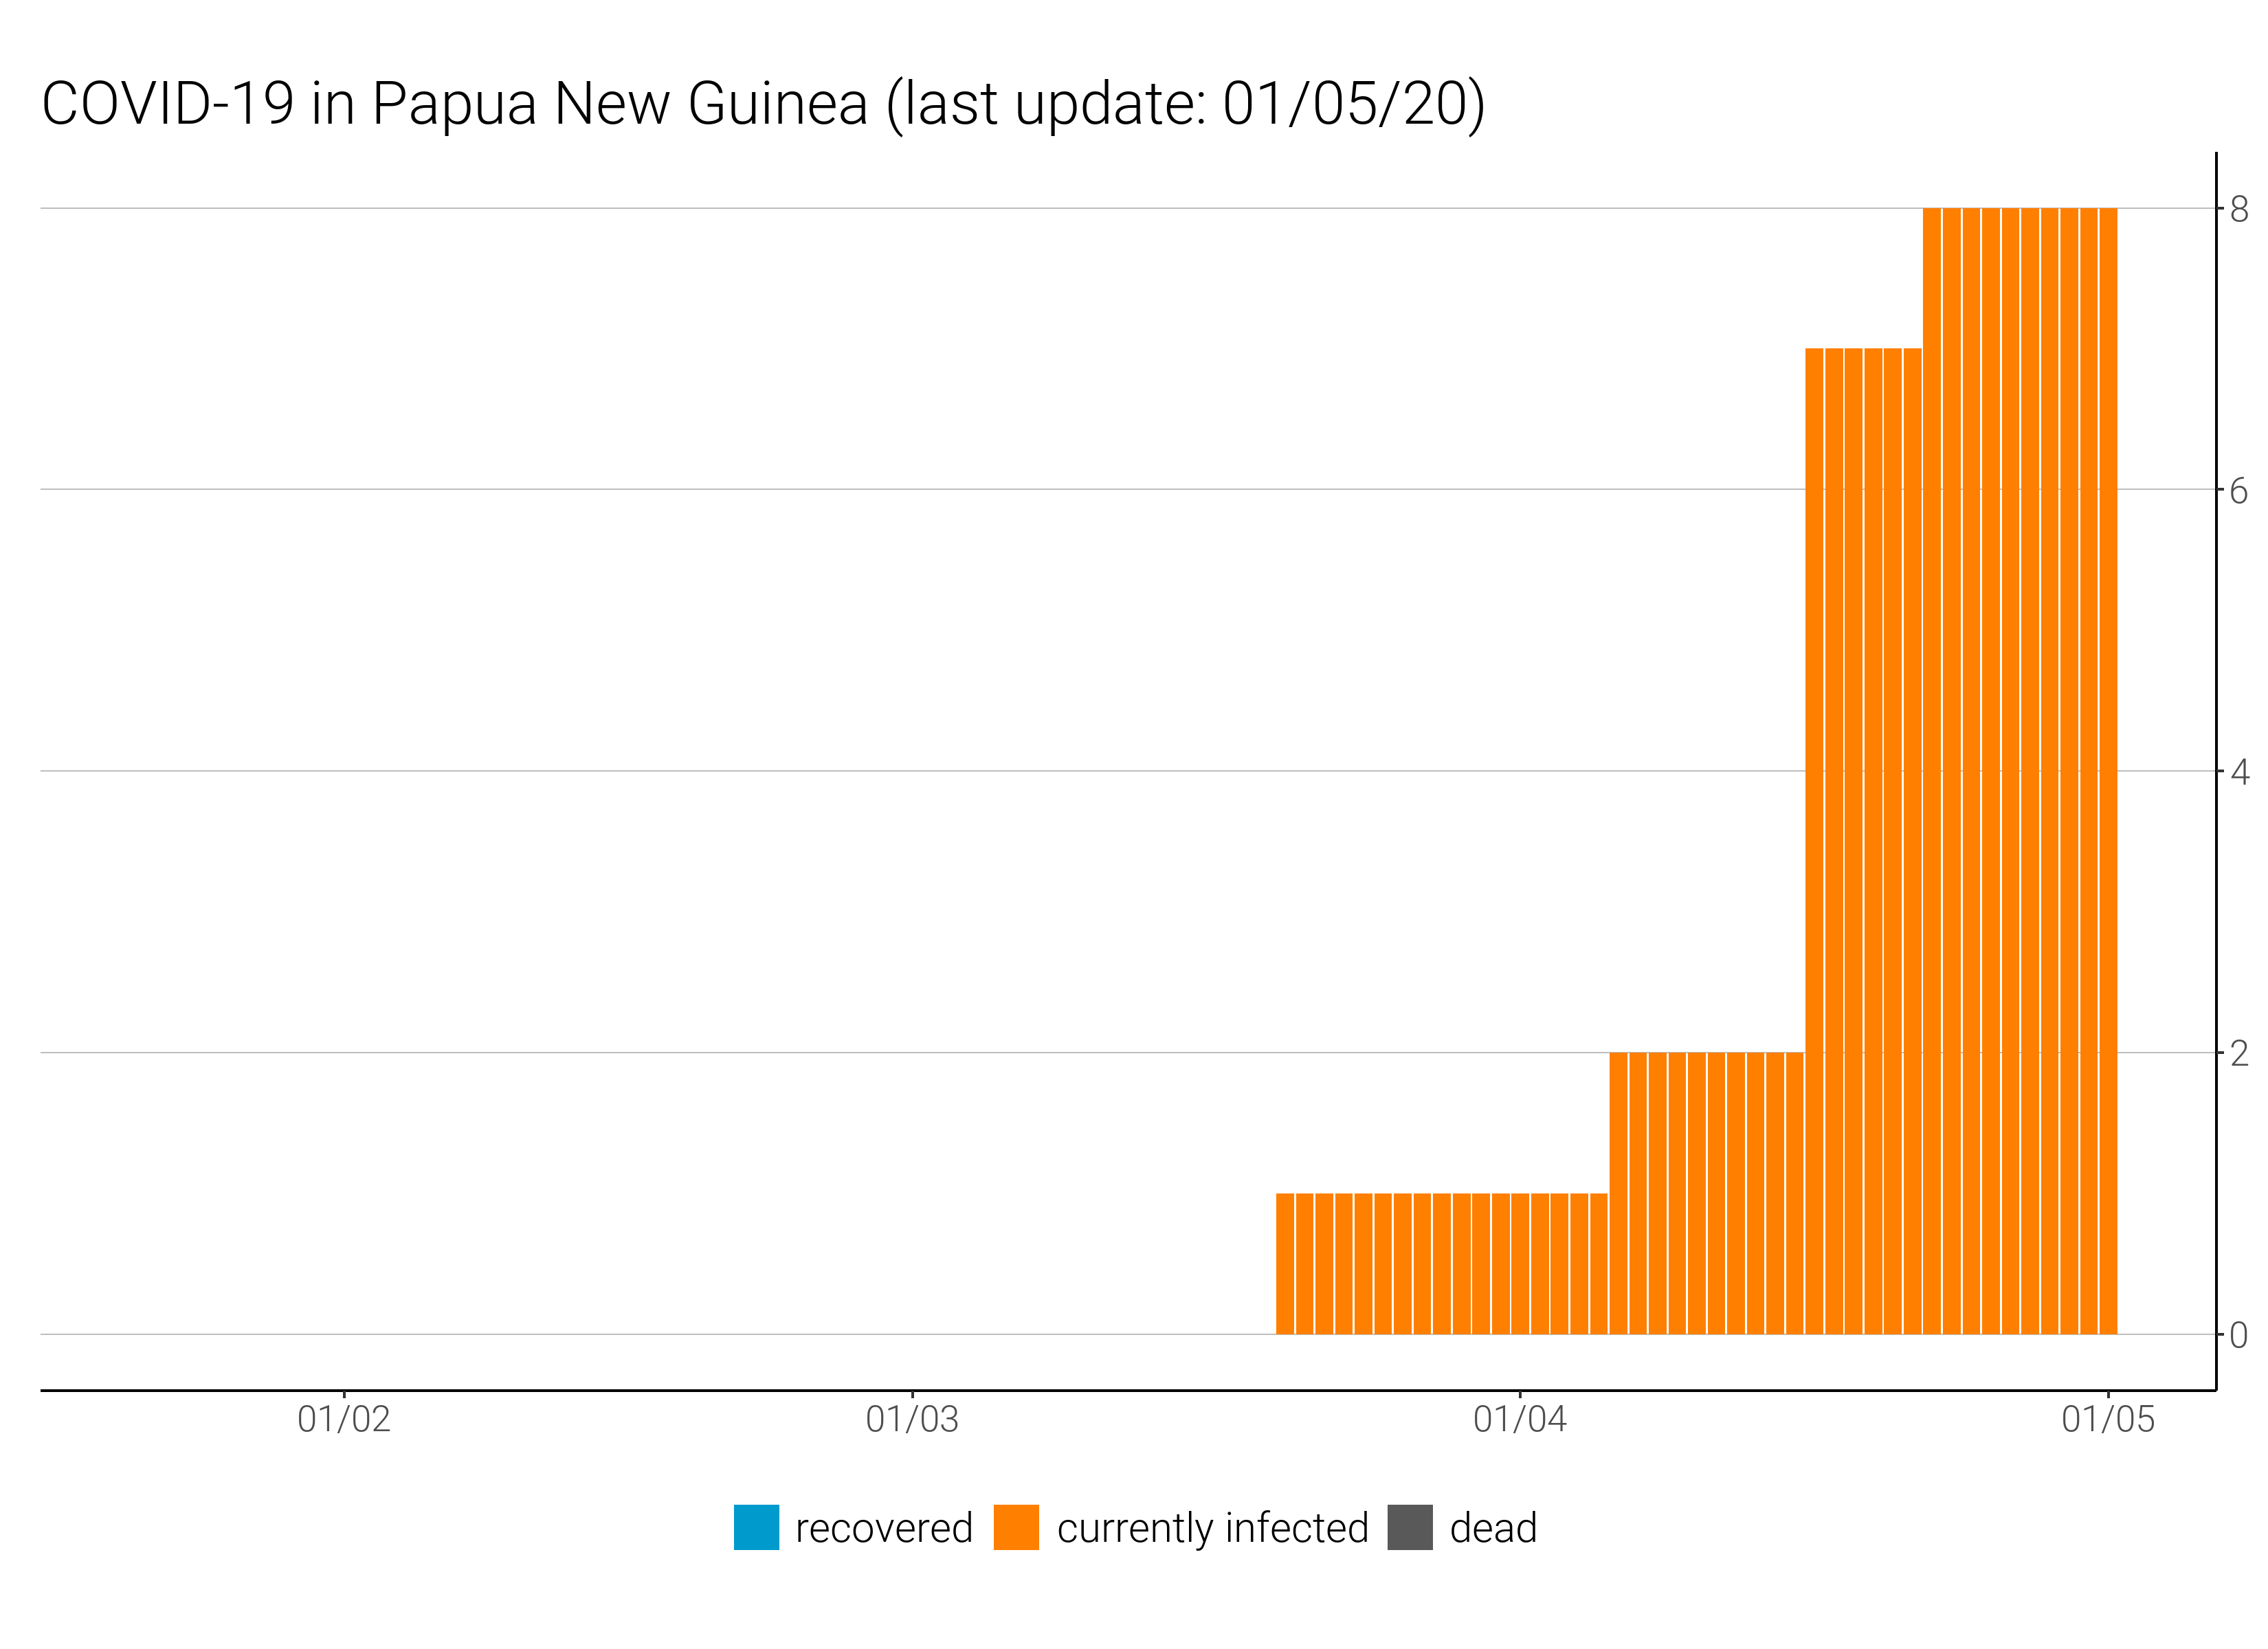 COVID-19 in Papua New Guinea (last update: 01/05/20)
8
6
4
2
0
01/02 01/03 01/04 01/05
recovered currently infected dead